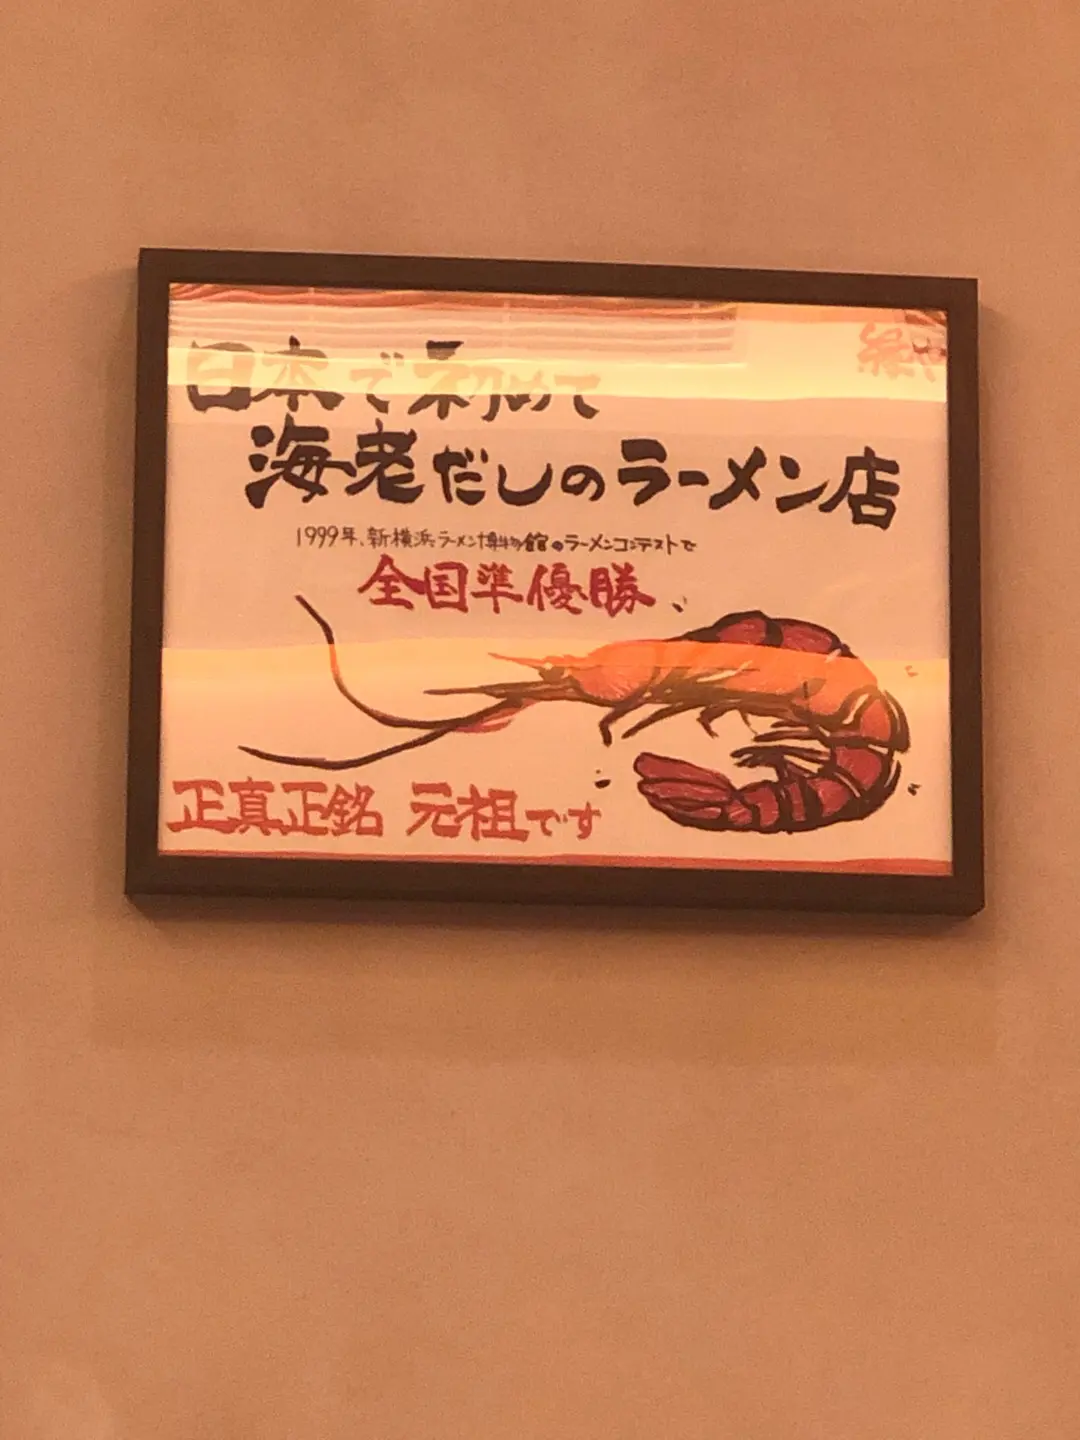 日本で初めて
縁や
海老だしのラーメン店
1999年、新横浜ラーメン博物館のラーメンコンテストで
全国準優勝
正真正銘 元祖です